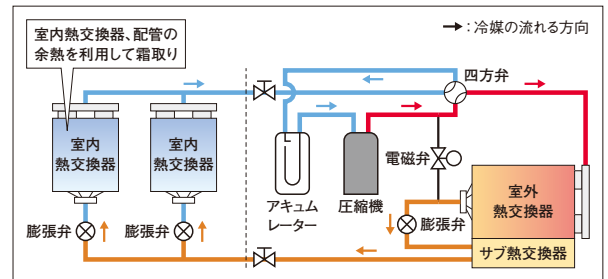 室内熱交換器、配管の
余熱を利用して霜取り
→:冷媒の流れる方向
四方弁
室内
熱交換器
室内
熱交換器
電磁弁
アキュム
レーター
圧縮機
室外
熱交換器
膨張弁
膨張弁
膨張弁
サブ熱交換器